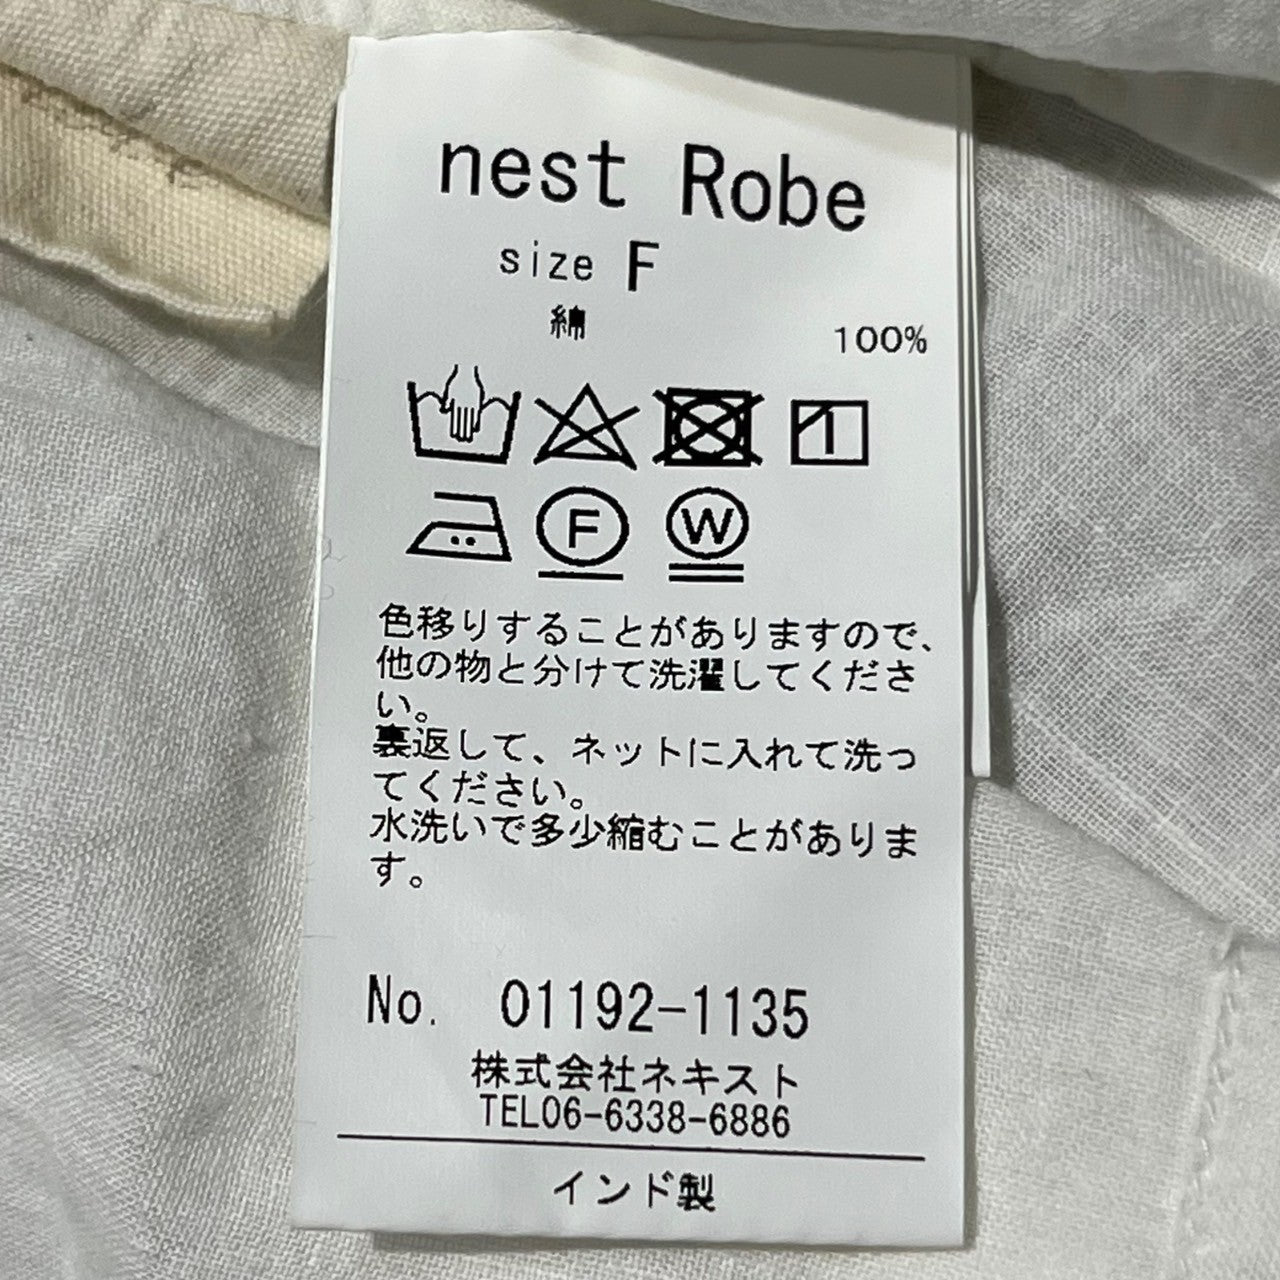 nest Robe
size F
綿 100%
F W
色移りすることがありますので、
他の物と分けて洗濯してくださ
い。
裏返して、ネットに入れて洗っ
てください。
水洗いで多少縮むことがありま
す。
No. 01192-1135
株式会社ネキスト
TEL06-6338-6886
インド製